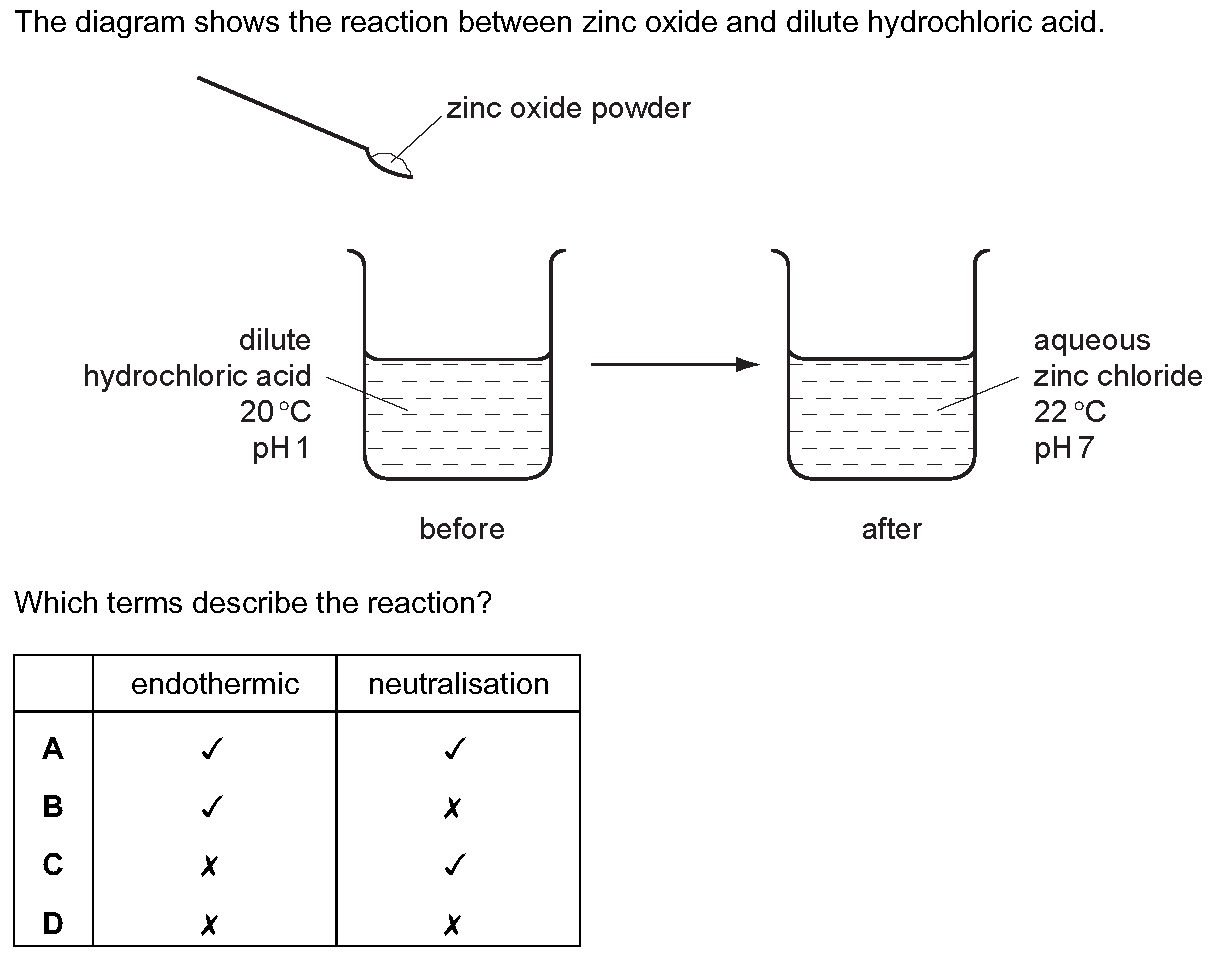 The diagram shows the reaction between zinc oxide and dilute hydrochloric acid.
zinc oxide powder
dilute
hydrochloric acid
20 °C
pH 1
aqueous
zinc chloride
22 °C
pH 7
before
after
Which terms describe the reaction?
endothermic neutralisation
A ✓ ✓
B ✓ ✗
C ✗ ✓
D ✗ ✗